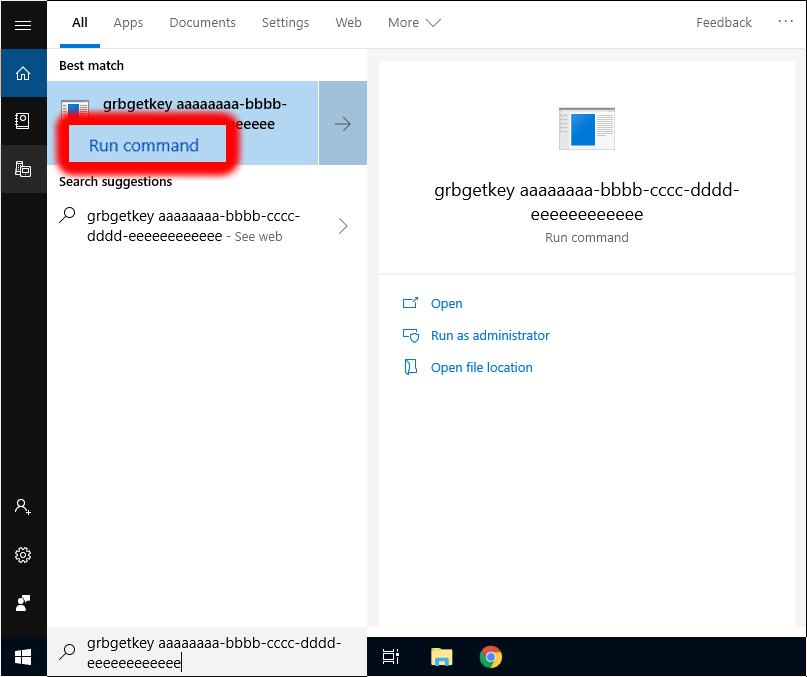 All Apps Documents Settings Web More Feedback ...
Best match
grbgetkey aaaaaaaa-bbbb-
eeeee
Run command
Search suggestions
grbgetkey aaaaaaaa-bbbb-cccc-
dddd-eeeeeeeeeeee - See web
grbgetkey aaaaaaaa-bbbb-cccc-dddd-
eeeeeeeeeeee
Run command
Open
Run as administrator
Open file location
grbgetkey aaaaaaaa-bbbb-cccc-dddd-
eeeeeeeeeeee